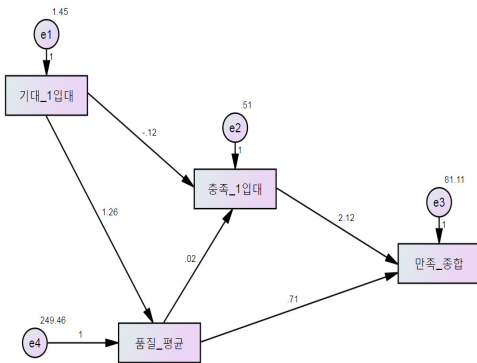 1.45
e1
1
기대_1입대
.51
e2
-.12
1
충족_1입대
81.11
e3
1
2.12
1.26
만족_종합
.02
.71
249.46
e4
1
품질_평균